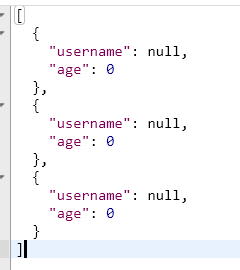 [
  {
    "username": null,
    "age": 0
  },
  {
    "username": null,
    "age": 0
  },
  {
    "username": null,
    "age": 0
  }
]